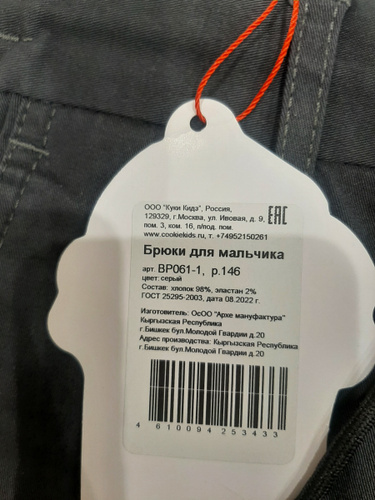 ООО "Куки Кидз", Россия,
129329, г.Москва, ул. Ивовая, д. 9,
пом. 3, ком. 16, п/под. пом.
www.cookiekids.ru, т. +74952150261
EAC
Брюки для мальчика
арт. BP061-1, р.146
цвет: серый
Состав: хлопок 98%, эластан 2%
ГОСТ 25295-2003, дата 08.2022 г.
Изготовитель: ОсОО "Архе мануфактура"
Кыргызская Республика
г.Бишкек бул.Молодой Гвардии д.20
Адрес производства: Кыргызская Республика
г.Бишкек бул.Молодой Гвардии д.20
4 610094 253433